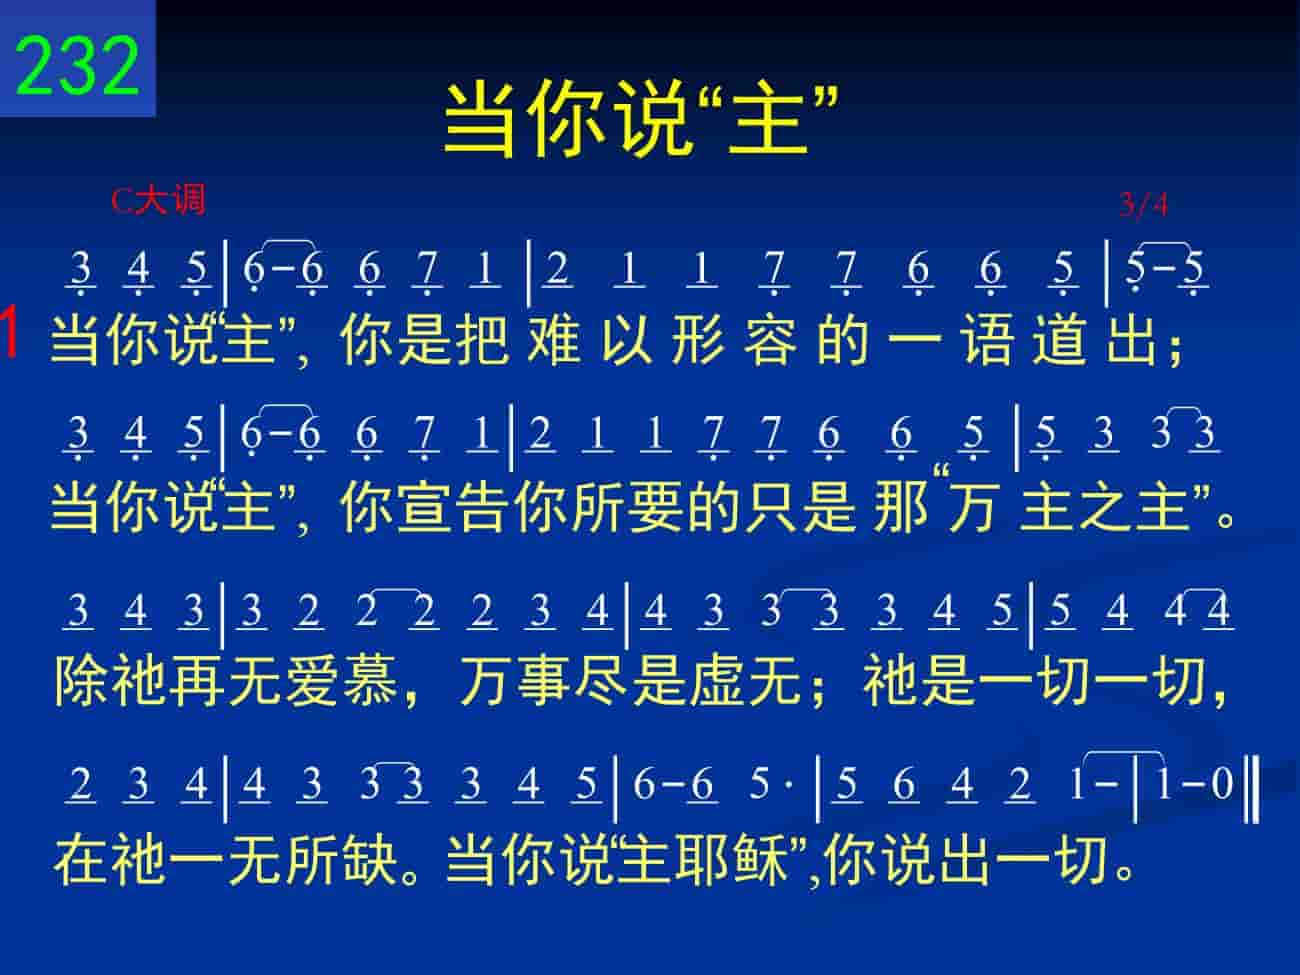 232
当你说“主”
C大调 3/4
3 4 5 | 6-6 6 7 1 | 2 1 1 7 7 6 6 5 | 5-5
1 当你说“主”, 你是把难以形容的一语道出；
3 4 5 | 6-6 6 7 1 | 2 1 1 7 7 6 6 5 | 5 3 3 3
当你说“主”, 你宣告你所要的只是那“万主之主”。
3 4 3 | 3 2 2 2 2 3 4 | 4 3 3 3 3 4 5 | 5 4 4 4
除祂再无爱慕，万事尽是虚无；祂是一切一切，
2 3 4 | 4 3 3 3 3 4 5 | 6-6 5· | 5 6 4 2 1- | 1-0 ‖
在祂一无所缺。当你说“主耶稣”,你说出一切。